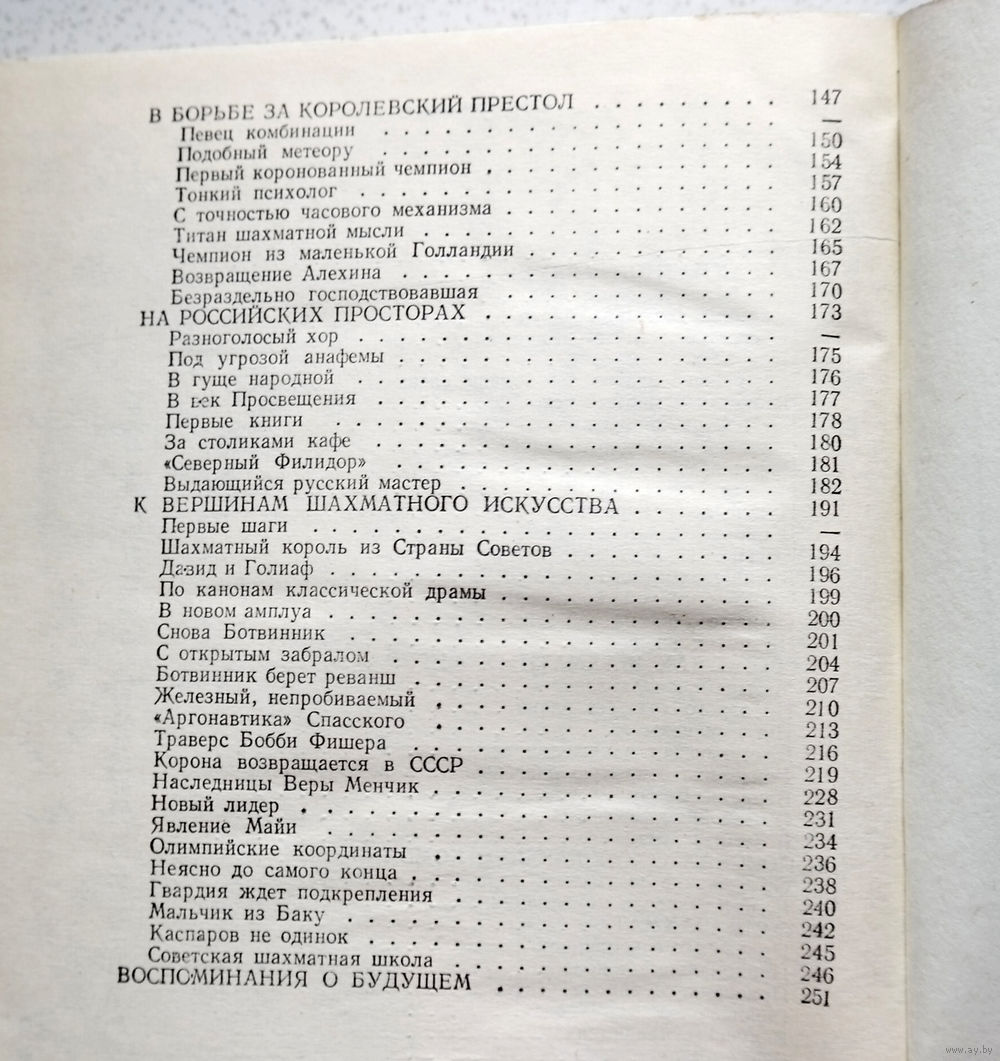 В БОРЬБЕ ЗА КОРОЛЕВСКИЙ ПРЕСТОЛ . . . . . . . . . 147
Певец комбинации . . . . . . . . . —
Подобный метеору . . . . . . . . . 150
Первый коронованный чемпион . . . . . . . . . 154
Тонкий психолог . . . . . . . . . 157
С точностью часового механизма . . . . . . . . . 160
Титан шахматной мысли . . . . . . . . . 162
Чемпион из маленькой Голландии . . . . . . . . . 165
Возвращение Алехина . . . . . . . . . 167
Безраздельно господствовавшая . . . . . . . . . 170
НА РОССИЙСКИХ ПРОСТОРАХ . . . . . . . . . 173
Разноголосый хор . . . . . . . . . —
Под угрозой анафемы . . . . . . . . . 175
В гуще народной . . . . . . . . . 176
В век Просвещения . . . . . . . . . 177
Первые книги . . . . . . . . . 178
За столиками кафе . . . . . . . . . 180
«Северный Филидор» . . . . . . . . . 181
Выдающийся русский мастер . . . . . . . . . 182
К ВЕРШИНАМ ШАХМАТНОГО ИСКУССТВА . . . . . . . 191
Первые шаги . . . . . . . . . —
Шахматный король из Страны Советов . . . . . . . . . 194
Давид и Голиаф . . . . . . . . . 196
По канонам классической драмы . . . . . . . . . 199
В новом амплуа . . . . . . . . . 200
Снова Ботвинник . . . . . . . . . 201
С открытым забралом . . . . . . . . . 204
Ботвинник берет реванш . . . . . . . . . 207
Железный, непробиваемый . . . . . . . . . 210
«Аргонавтика» Спасского . . . . . . . . . 213
Траверс Бобби Фишера . . . . . . . . . 216
Корона возвращается в СССР . . . . . . . . . 219
Наследницы Веры Менчик . . . . . . . . . 228
Новый лидер . . . . . . . . . 231
Явление Майи . . . . . . . . . 234
Олимпийские координаты . . . . . . . . . 236
Неясно до самого конца . . . . . . . . . 238
Гвардия ждет подкрепления . . . . . . . . . 240
Мальчик из Баку . . . . . . . . . 242
Каспаров не одинок . . . . . . . . . 245
Советская шахматная школа . . . . . . . . . 246
ВОСПОМИНАНИЯ О БУДУЩЕМ . . . . . . . . . 251
www.ay.by